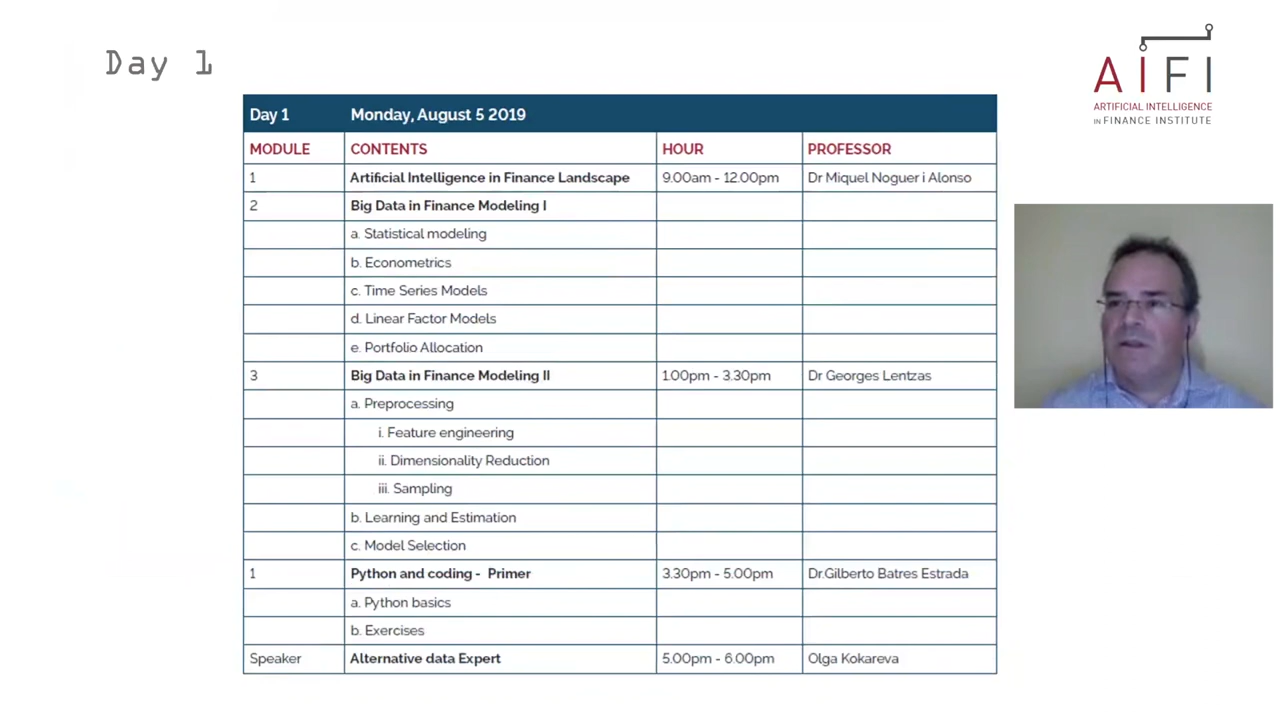 Day 1
AIFI
ARTIFICIAL INTELLIGENCE
IN FINANCE INSTITUTE
Day 1 Monday, August 5 2019
MODULE CONTENTS HOUR PROFESSOR
1 Artificial Intelligence in Finance Landscape 9.00am - 12.00pm Dr Miquel Noguer i Alonso
2 Big Data in Finance Modeling I
a. Statistical modeling
b. Econometrics
c. Time Series Models
d. Linear Factor Models
e. Portfolio Allocation
3 Big Data in Finance Modeling II 1.00pm - 3.30pm Dr Georges Lentzas
a. Preprocessing
i. Feature engineering
ii. Dimensionality Reduction
iii. Sampling
b. Learning and Estimation
c. Model Selection
1 Python and coding - Primer 3.30pm - 5.00pm Dr.Gilberto Batres Estrada
a. Python basics
b. Exercises
Speaker Alternative data Expert 5.00pm - 6.00pm Olga Kokareva